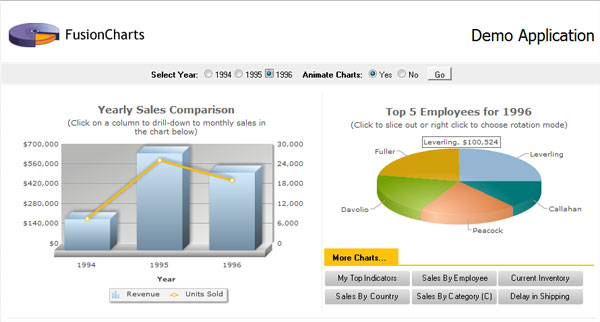 FusionCharts
Demo Application
Select Year: 1994 1995 1996 Animate Charts: Yes No Go
Yearly Sales Comparison
(Click on a column to drill-down to monthly sales in
the chart below)
$700,000
$560,000
$420,000
$280,000
$140,000
$0
30,000
24,000
18,000
12,000
6,000
0
1994 1995 1996
Year
Revenue Units Sold
Top 5 Employees for 1996
(Click to slice out or right click to choose rotation mode)
Leverling, $100,524
Fuller
Leverling
Davolio
Callahan
Peacock
More Charts...
My Top Indicators Sales By Employee Current Inventory
Sales By Country Sales By Category (C) Delay in Shipping